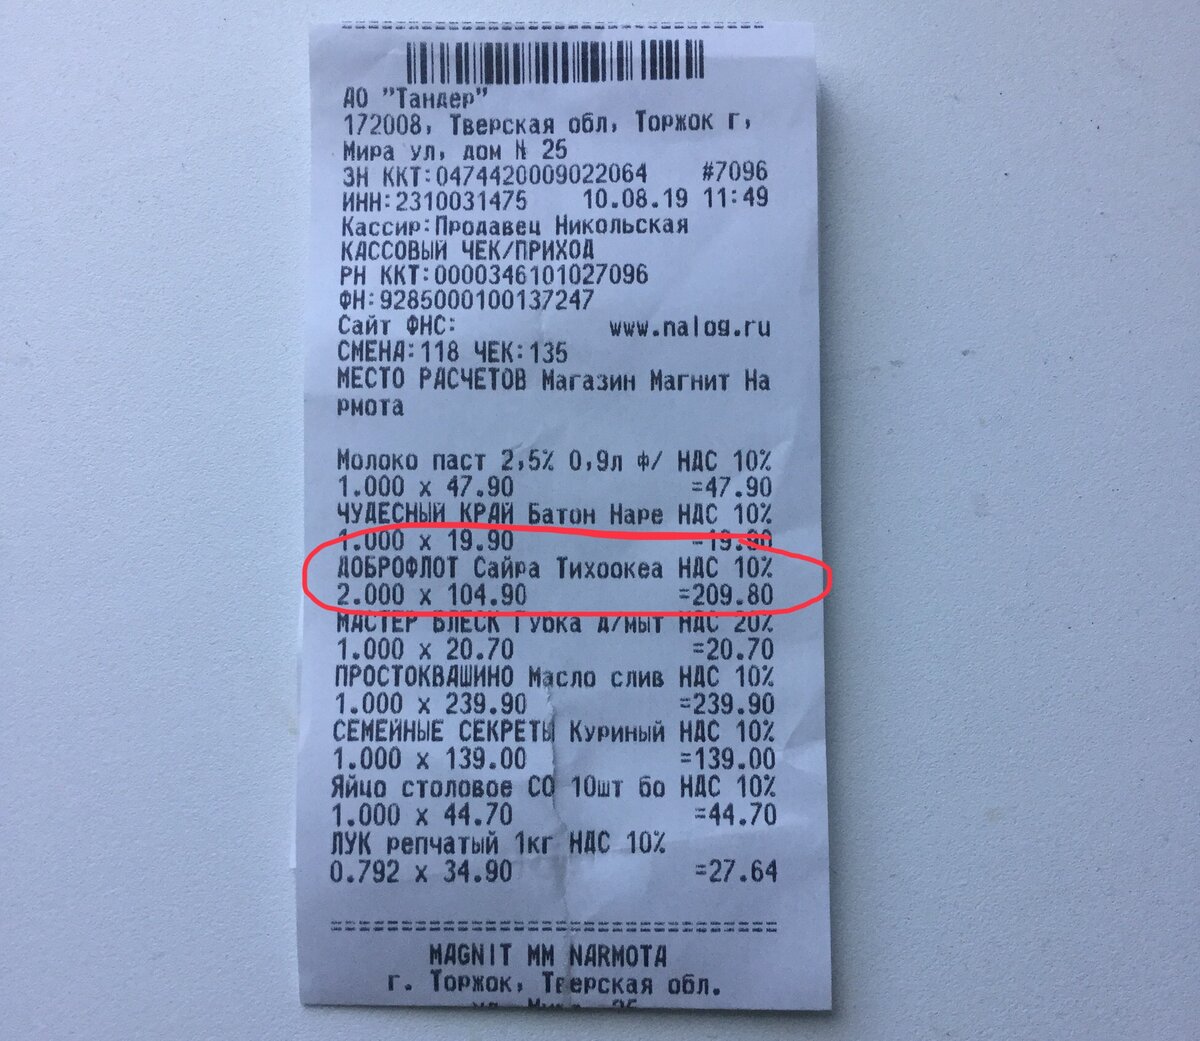 АО "Тандер"
172008, Тверская обл, Торжок г,
Мира ул, дом N 25
ЗН ККТ:0474420009022064 #7096
ИНН:2310031475 10.08.19 11:49
Кассир:Продавец Никольская
КАССОВЫЙ ЧЕК/ПРИХОД
РН ККТ:0000346101027096
ФН:9285000100137247
Сайт ФНС: www.nalog.ru
СМЕНА:118 ЧЕК:135
МЕСТО РАСЧЕТОВ Магазин Магнит На
рмота
Молоко паст 2,5% 0,9л ф/ НДС 10%
1.000 х 47.90 =47.90
ЧУДЕСНЫЙ КРАЙ Батон Наре НДС 10%
1.000 х 19.90 =19.90
ДОБРОФЛОТ Сайра Тихоокеа НДС 10%
2.000 х 104.90 =209.80
МАСТЕР БЛЕСК Губка д/мыт НДС 20%
1.000 х 20.70 =20.70
ПРОСТОКВАШИНО Масло слив НДС 10%
1.000 х 239.90 =239.90
СЕМЕЙНЫЕ СЕКРЕТЫ Куриный НДС 10%
1.000 х 139.00 =139.00
Яйцо столовое СО 10шт бо НДС 10%
1.000 х 44.70 =44.70
ЛУК репчатый 1кг НДС 10%
0.792 х 34.90 =27.64
MAGNIT MM NARMOTA
г. Торжок, Тверская обл.